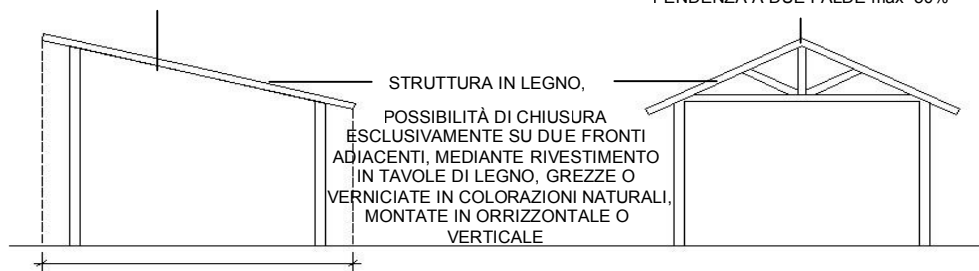 PENDENZA A DUE FALDE max
STRUTTURA IN LEGNO,
POSSIBILITÀ DI CHIUSURA
ESCLUSIVAMENTE SU DUE FRONTI
ADIACENTI, MEDIANTE RIVESTIMENTO
IN TAVOLE DI LEGNO, GREZZE O
VERNICIATE IN COLORAZIONI NATURALI,
MONTATE IN ORRIZZONTALE O
VERTICALE